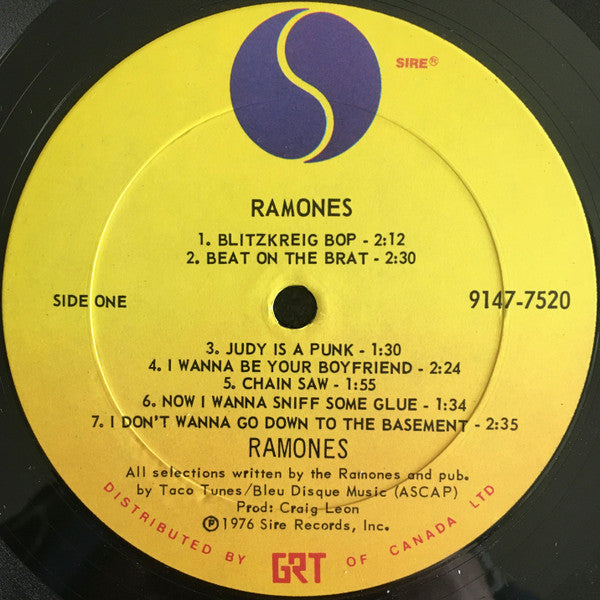 SIRE®
RAMONES
1. BLITZKREIG BOP - 2:12
2. BEAT ON THE BRAT - 2:30
SIDE ONE
9147-7520
3. JUDY IS A PUNK - 1:30
4. I WANNA BE YOUR BOYFRIEND - 2:24
5. CHAIN SAW - 1:55
6. NOW I WANNA SNIFF SOME GLUE - 1:34
7. I DON'T WANNA GO DOWN TO THE BASEMENT - 2:35
RAMONES
All selections written by the Ramones and pub.
by Taco Tunes/Bleu Disque Music (ASCAP)
Prod: Craig Leon
℗1976 Sire Records, Inc.
DISTRIBUTED BY GRT OF CANADA LTD